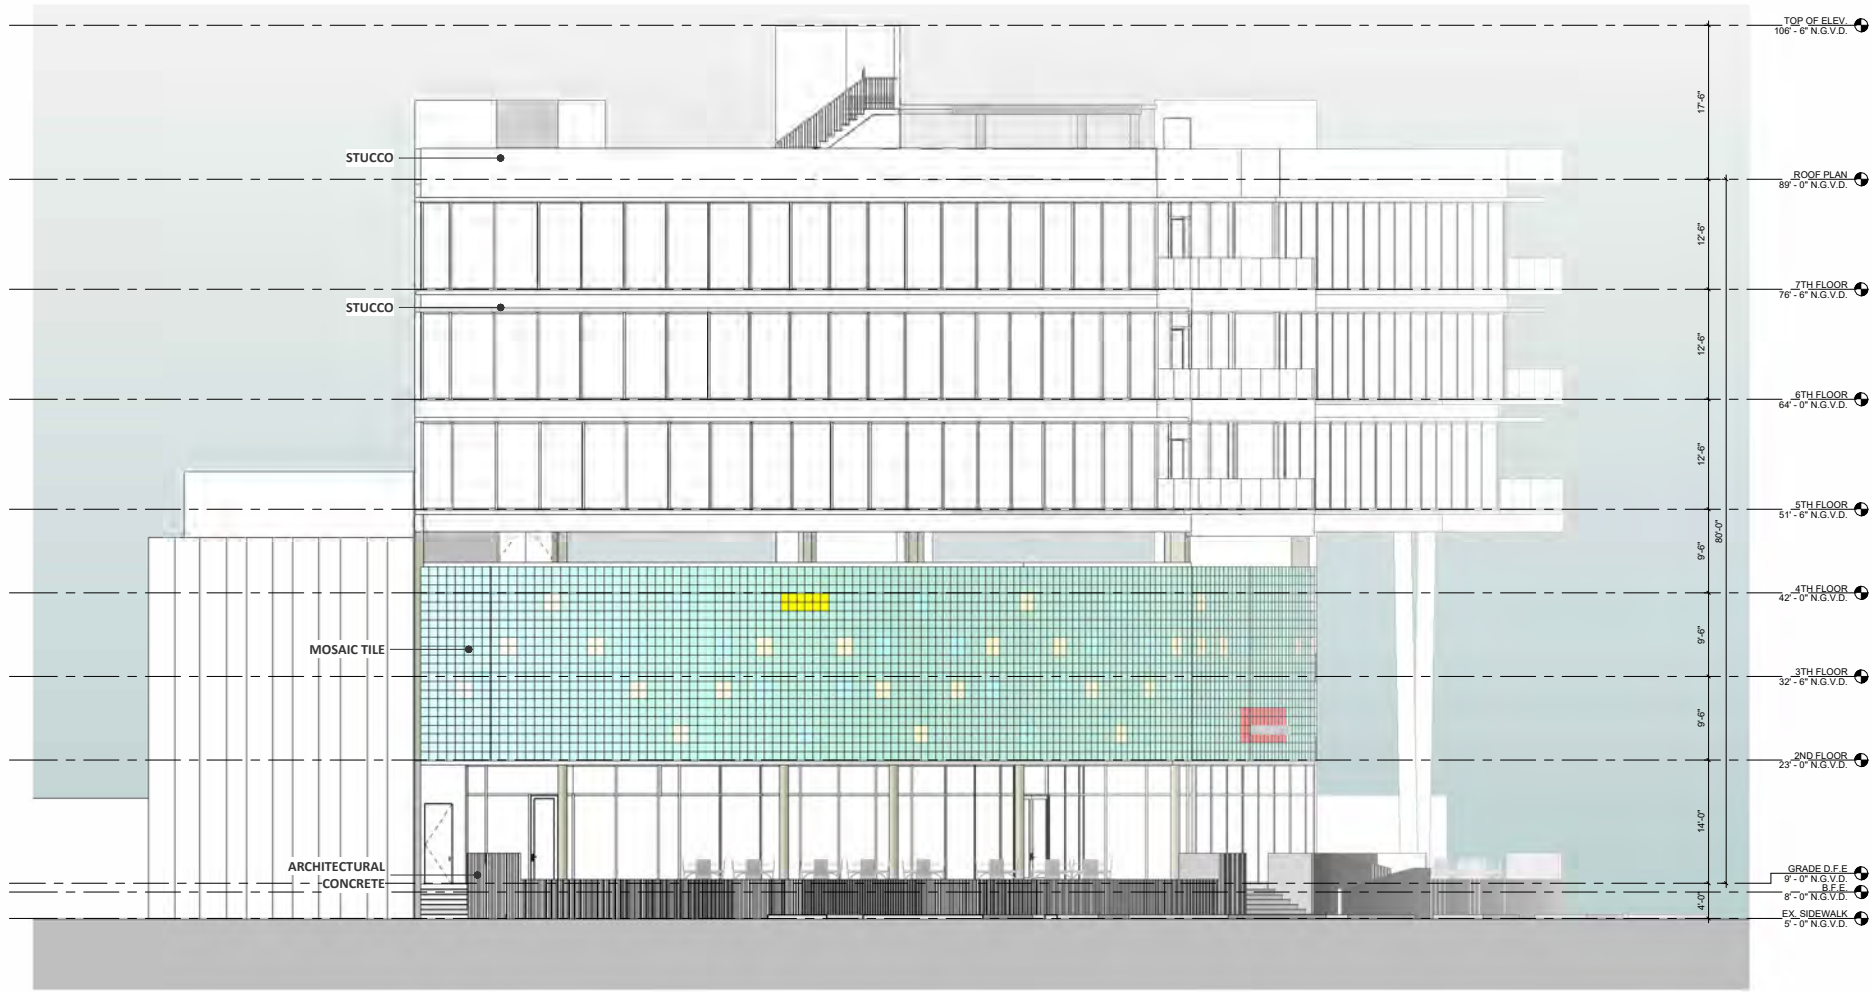 TOP OF ELEV.
106' - 6" N.G.V.D.
17'-6"
STUCCO
ROOF PLAN
89' - 0" N.G.V.D.
12'-6"
7TH FLOOR
76' - 6" N.G.V.D.
STUCCO
12'-6"
6TH FLOOR
64' - 0" N.G.V.D.
12'-6"
5TH FLOOR
51' - 6" N.G.V.D.
80'-0"
9'-6"
4TH FLOOR
42' - 0" N.G.V.D.
9'-6"
MOSAIC TILE
3TH FLOOR
32' - 6" N.G.V.D.
9'-6"
2ND FLOOR
23' - 0" N.G.V.D.
14'-0"
ARCHITECTURAL
CONCRETE
GRADE D.F.E
9' - 0" N.G.V.D.
B.F.E.
8' - 0" N.G.V.D.
4'-0"
EX. SIDEWALK
5' - 0" N.G.V.D.